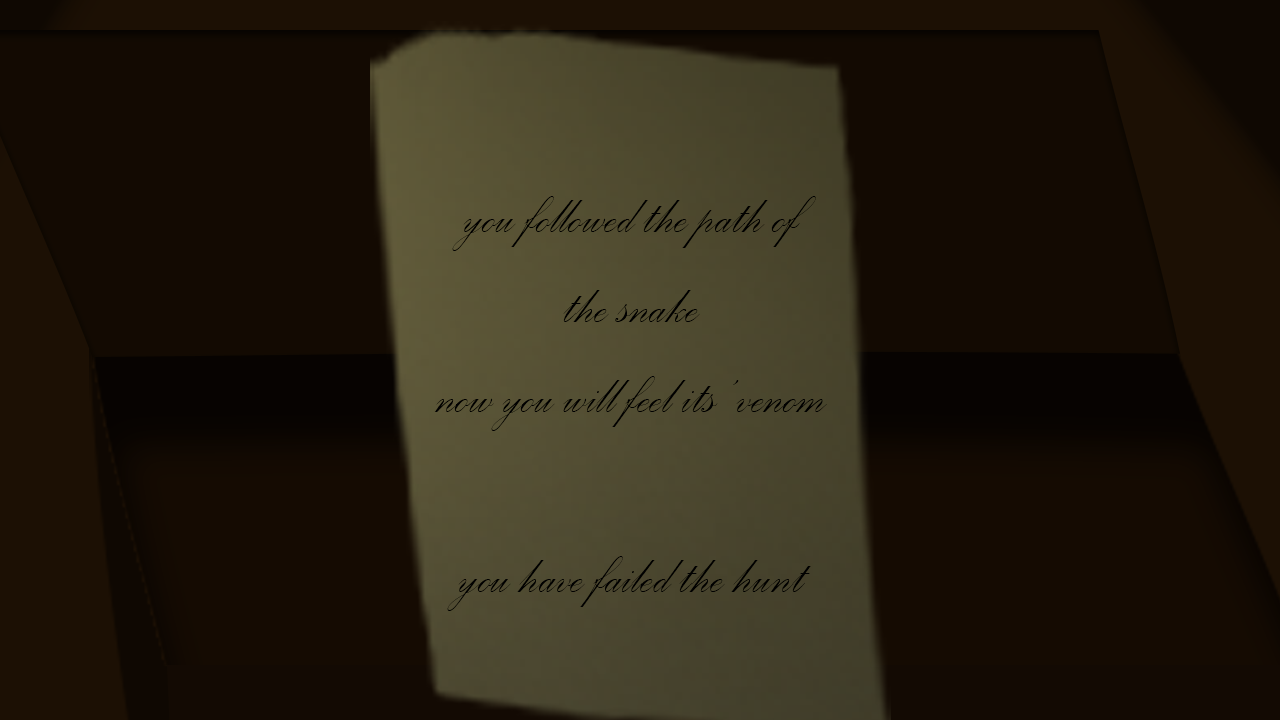 you followed the path of
the snake
now you will feel its 'venom
you have failed the hunt